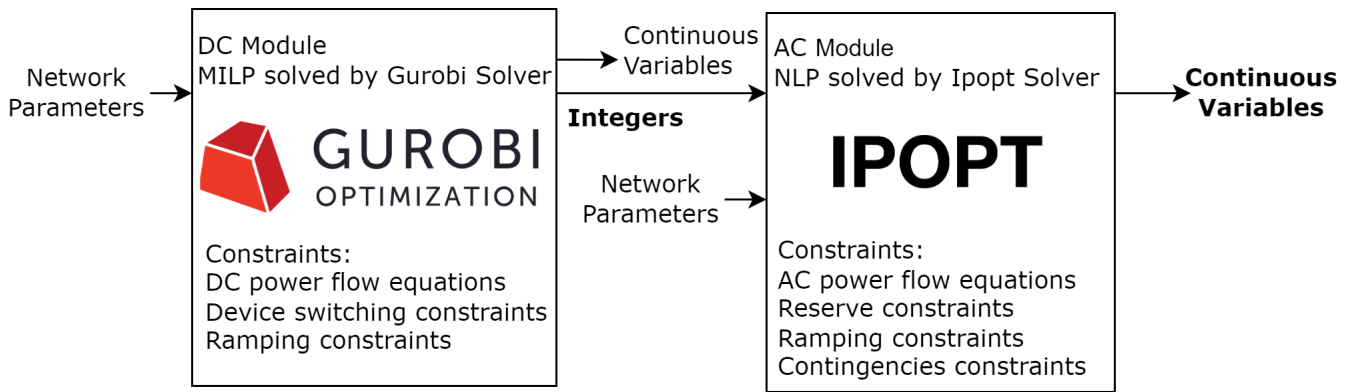 Network
Parameters
DC Module
MILP solved by Gurobi Solver
GUROBI
OPTIMIZATION
Constraints:
DC power flow equations
Device switching constraints
Ramping constraints
Continuous
Variables
Integers
Network
Parameters
AC Module
NLP solved by Ipopt Solver
IPOPT
Constraints:
AC power flow equations
Reserve constraints
Ramping constraints
Contingencies constraints
Continuous
Variables